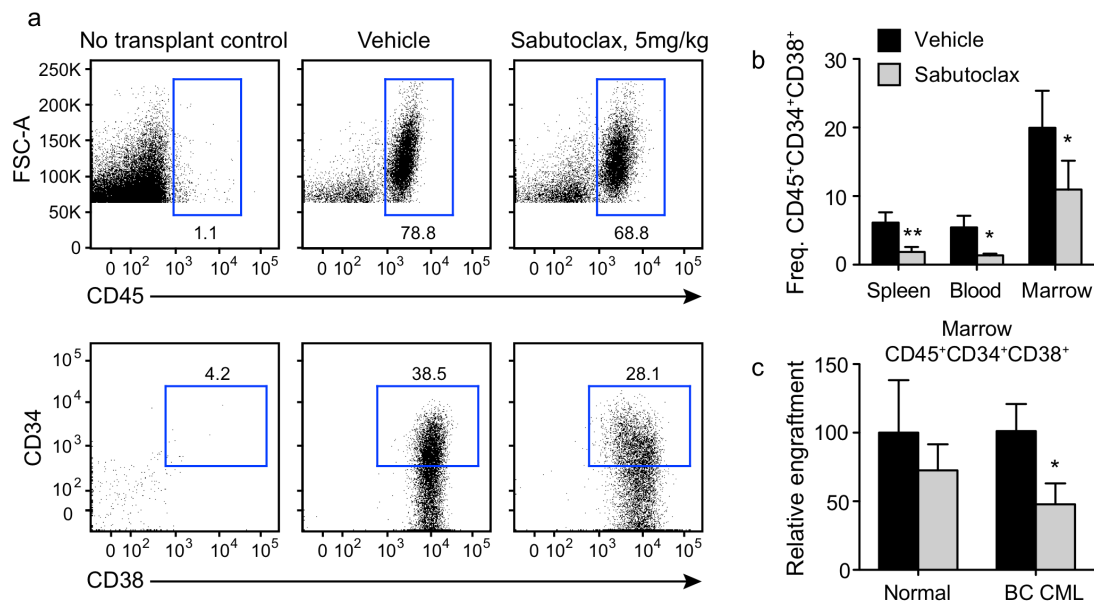 a
No transplant control
Vehicle
Sabutoclax, 5mg/kg
FSC-A
250K
200K
150K
100K
50K
0
1.1
78.8
68.8
0 10² 10³ 10⁴ 10⁵
0 10² 10³ 10⁴ 10⁵
0 10² 10³ 10⁴ 10⁵
CD45
CD34
10⁵
10⁴
10³
10²
0
4.2
38.5
28.1
0 10² 10³ 10⁴ 10⁵
0 10² 10³ 10⁴ 10⁵
0 10² 10³ 10⁴ 10⁵
CD38
b
Vehicle
Sabutoclax
Freq. CD45⁺CD34⁺CD38⁺
30
20
10
0
**
*
*
Spleen
Blood
Marrow
c
Marrow
CD45⁺CD34⁺CD38⁺
Relative engraftment
150
100
50
0
*
Normal
BC CML